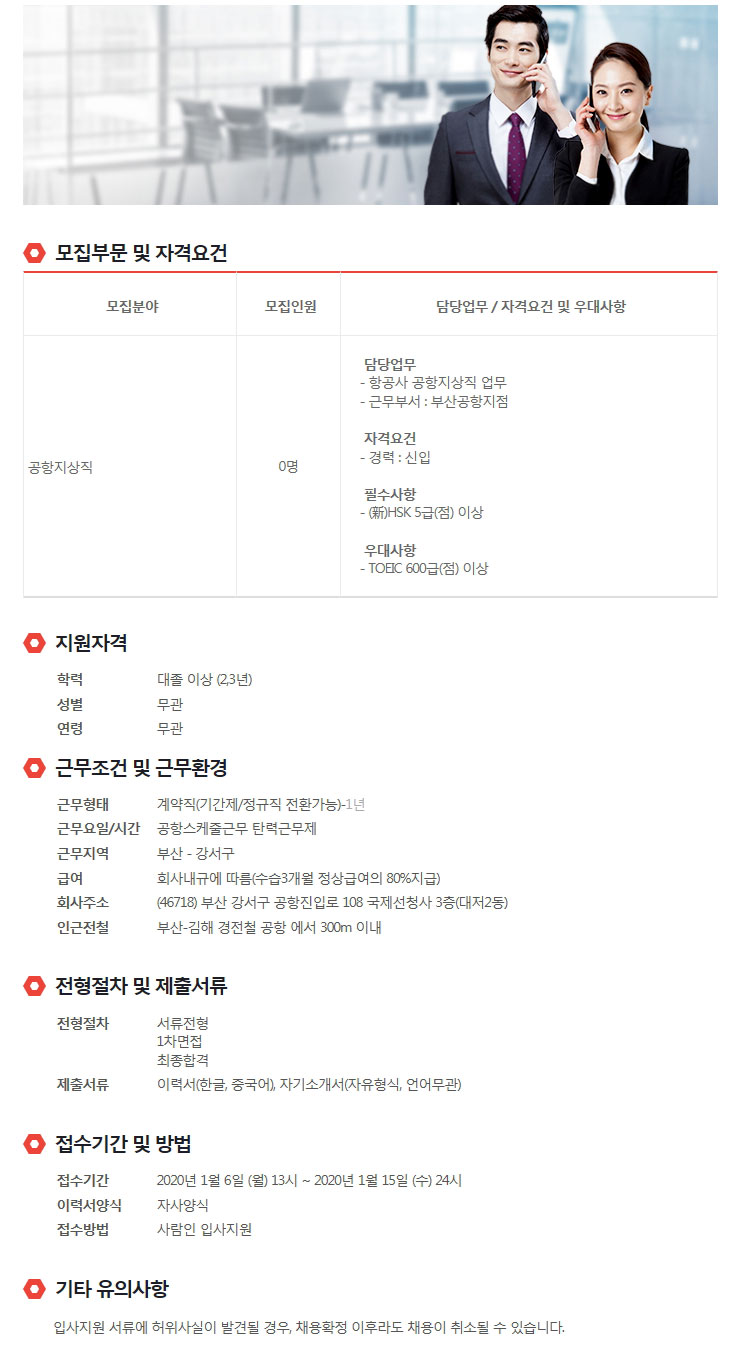 모집부문 및 자격요건
모집분야 모집인원 담당업무 / 자격요건 및 우대사항
담당업무
- 항공사 공항지상직 업무
- 근무부서 : 부산공항지점
자격요건
- 경력 : 신입
공항지상직 0명
필수사항
- (新)HSK 5급(점) 이상
우대사항
- TOEIC 600급(점) 이상
지원자격
학력 대졸 이상 (2,3년)
성별 무관
연령 무관
근무조건 및 근무환경
근무형태 계약직(기간제/정규직 전환가능)-1년
근무요일/시간 공항스케줄근무 탄력근무제
근무지역 부산 - 강서구
급여 회사내규에 따름(수습3개월 정상급여의 80%지급)
회사주소 (46718) 부산 강서구 공항진입로 108 국제선청사 3층(대저2동)
인근전철 부산-김해 경전철 공항 에서 300m 이내
전형절차 및 제출서류
전형절차 서류전형
1차면접
최종합격
제출서류 이력서(한글, 중국어), 자기소개서(자유형식, 언어무관)
접수기간 및 방법
접수기간 2020년 1월 6일 (월) 13시 ~ 2020년 1월 15일 (수) 24시
이력서양식 자사양식
접수방법 사람인 입사지원
기타 유의사항
입사지원 서류에 허위사실이 발견될 경우, 채용확정 이후라도 채용이 취소될 수 있습니다.